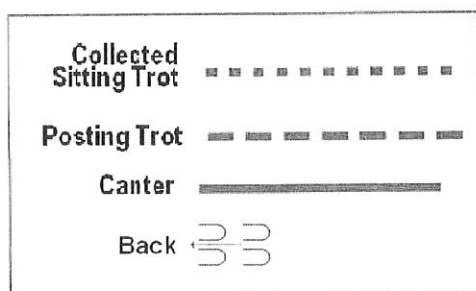 Collected
Sitting Trot
Posting Trot
Canter
Back